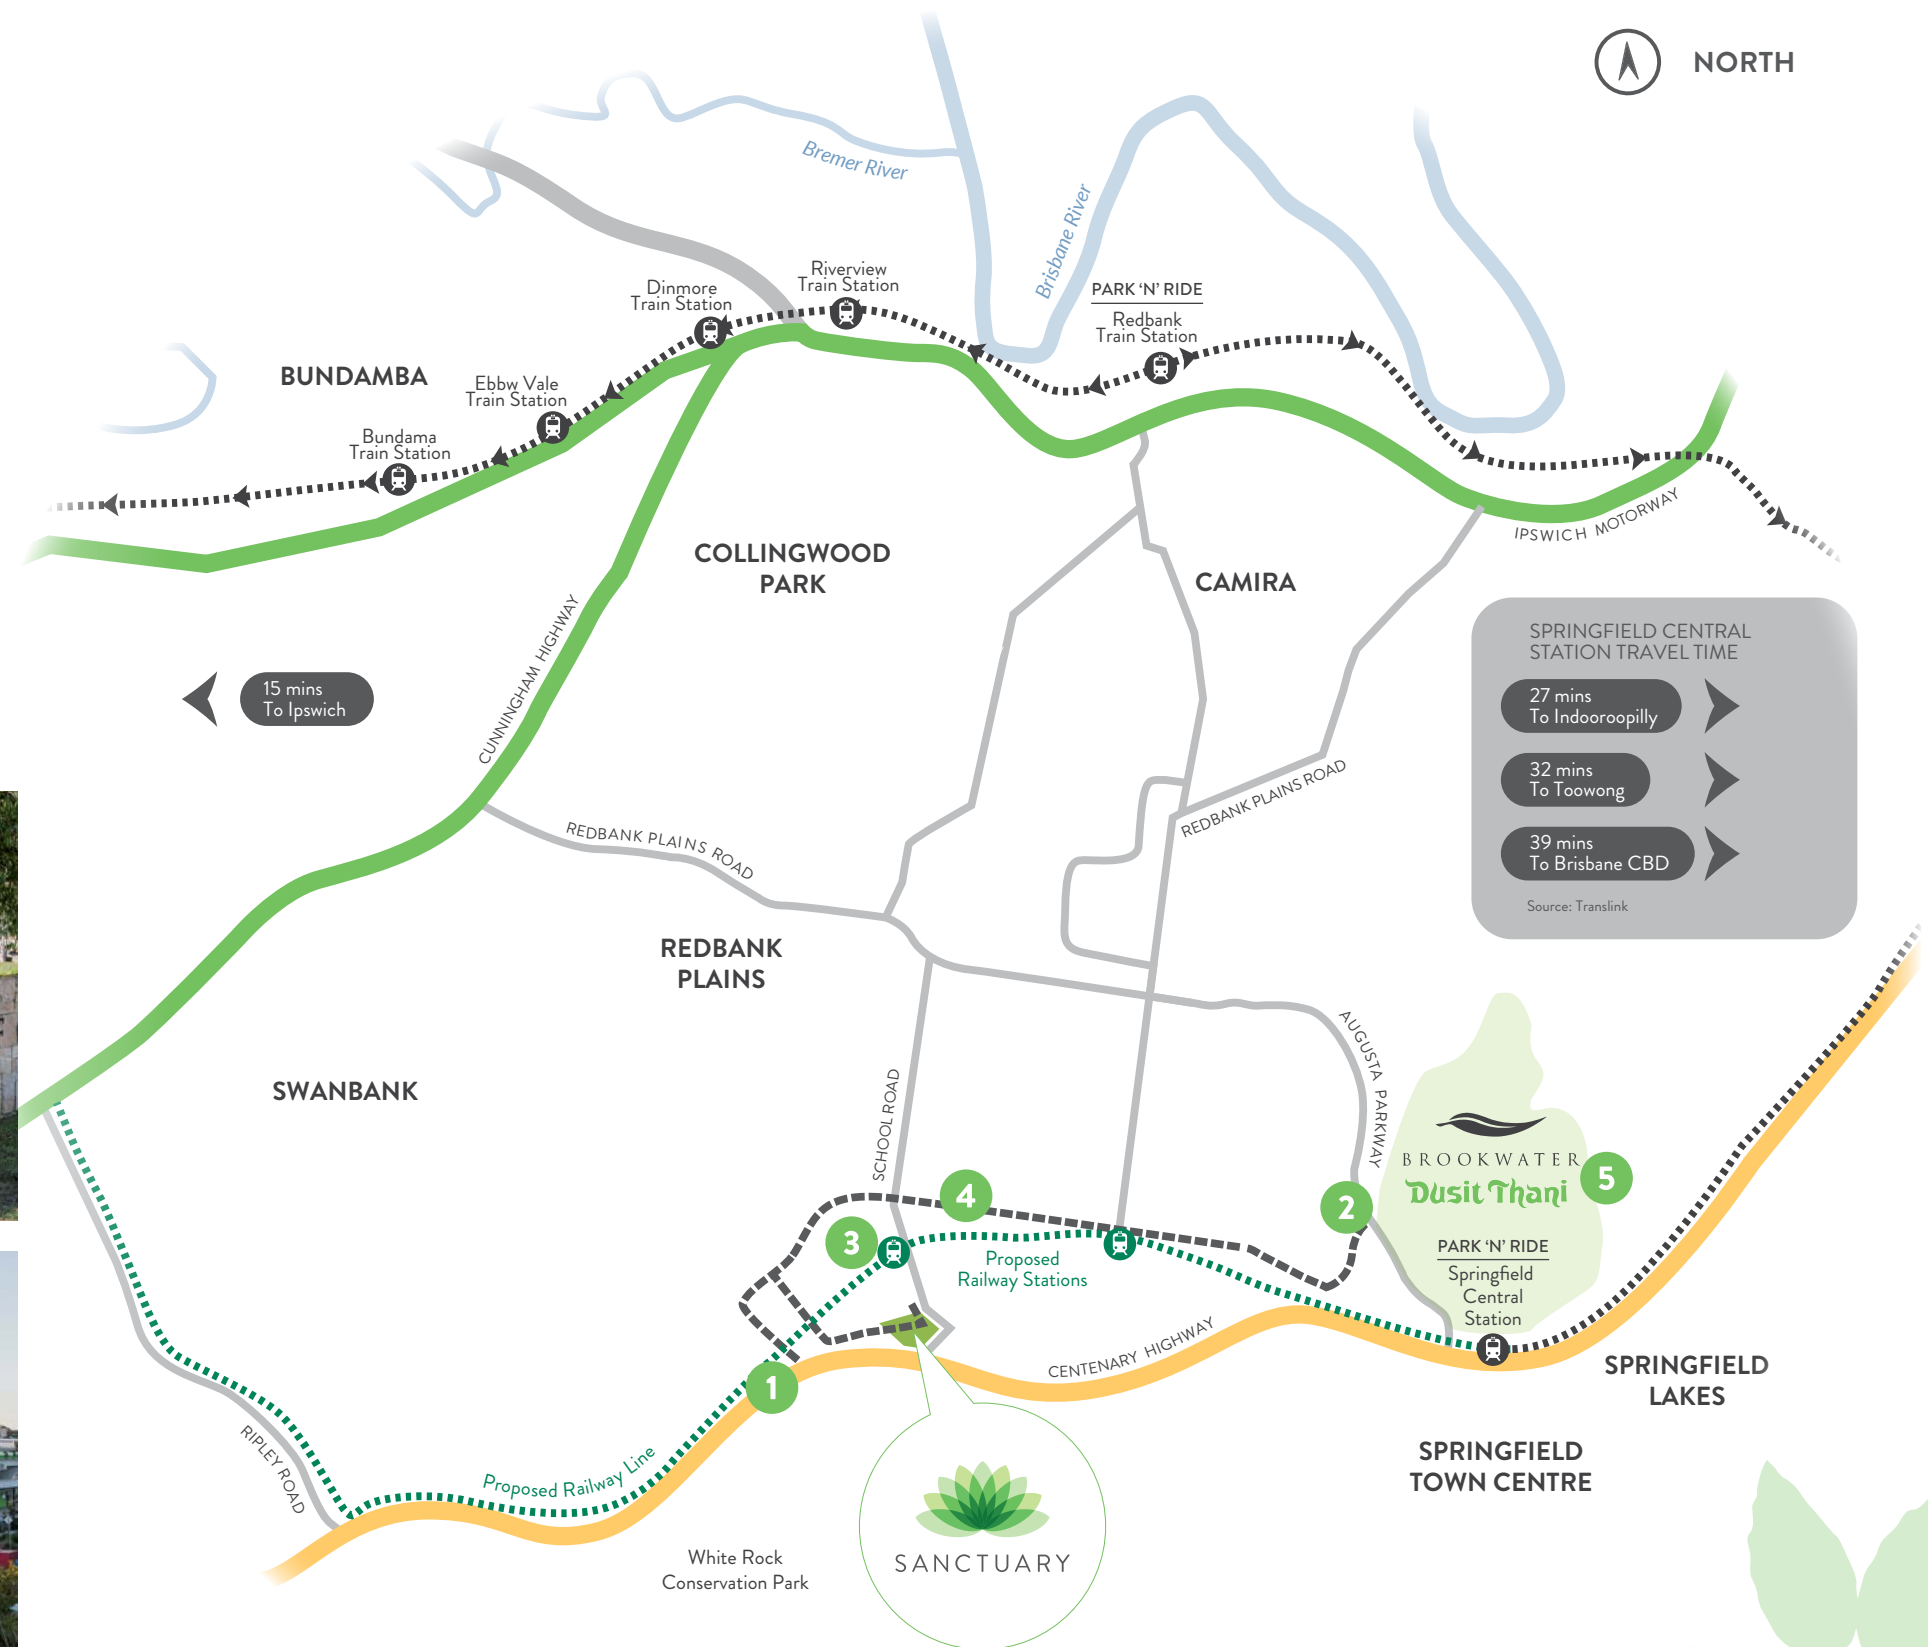 NORTH
Bremer River
Brisbane River
Riverview
Train Station
Dinmore
Train Station
PARK ‘N’ RIDE
Redbank
Train Station
BUNDAMBA
Ebbw Vale
Train Station
Bundama
Train Station
IPSWICH MOTORWAY
COLLINGWOOD
PARK
CAMIRA
CUNNINGHAM HIGHWAY
15 mins
To Ipswich
SPRINGFIELD CENTRAL
STATION TRAVEL TIME
27 mins
To Indooroopilly
32 mins
To Toowong
39 mins
To Brisbane CBD
Source: Translink
REDBANK PLAINS ROAD
REDBANK PLAINS ROAD
REDBANK
PLAINS
SWANBANK
SCHOOL ROAD
AUGUSTA PARKWAY
BROOKWATER
Dusit Thani
5
4
2
3
PARK ‘N’ RIDE
Springfield
Central
Station
Proposed
Railway Stations
CENTENARY HIGHWAY
1
SPRINGFIELD
LAKES
SPRINGFIELD
TOWN CENTRE
RIPLEY ROAD
Proposed Railway Line
White Rock
Conservation Park
SANCTUARY